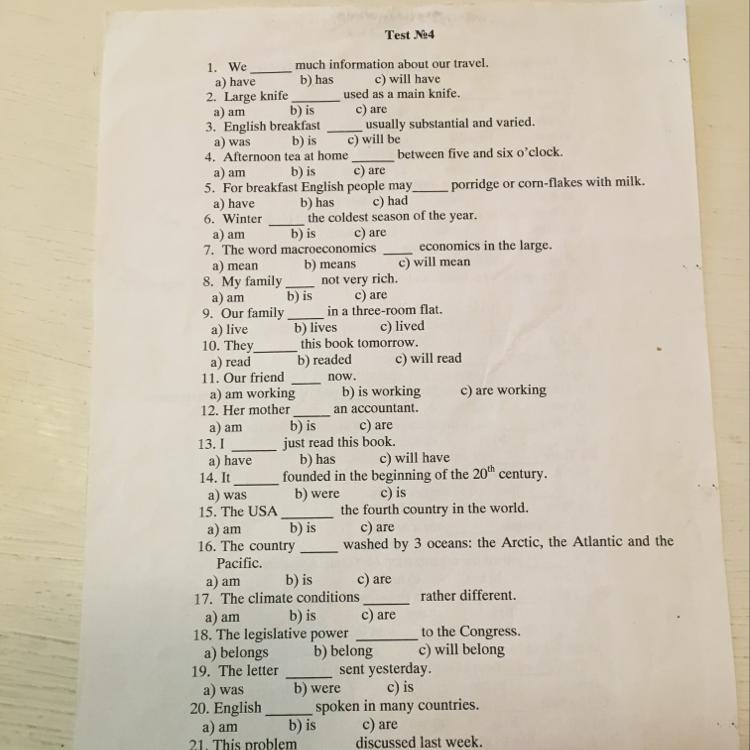 Test №4
1. We ______ much information about our travel.
a) have b) has c) will have
2. Large knife _______ used as a main knife.
a) am b) is c) are
3. English breakfast _____ usually substantial and varied.
a) was b) is c) will be
4. Afternoon tea at home ______ between five and six o’clock.
a) am b) is c) are
5. For breakfast English people may_____ porridge or corn-flakes with milk.
a) have b) has c) had
6. Winter _____ the coldest season of the year.
a) am b) is c) are
7. The word macroeconomics ____ economics in the large.
a) mean b) means c) will mean
8. My family ____ not very rich.
a) am b) is c) are
9. Our family _____ in a three-room flat.
a) live b) lives c) lived
10. They______ this book tomorrow.
a) read b) readed c) will read
11. Our friend ____ now.
a) am working b) is working c) are working
12. Her mother _____ an accountant.
a) am b) is c) are
13. I ______ just read this book.
a) have b) has c) will have
14. It ______ founded in the beginning of the 20th century.
a) was b) were c) is
15. The USA _______ the fourth country in the world.
a) am b) is c) are
16. The country _____ washed by 3 oceans: the Arctic, the Atlantic and the
Pacific.
a) am b) is c) are
17. The climate conditions ______ rather different.
a) am b) is c) are
18. The legislative power ________ to the Congress.
a) belongs b) belong c) will belong
19. The letter ______ sent yesterday.
a) was b) were c) is
20. English ______ spoken in many countries.
a) am b) is c) are
21. This problem _______ discussed last week.